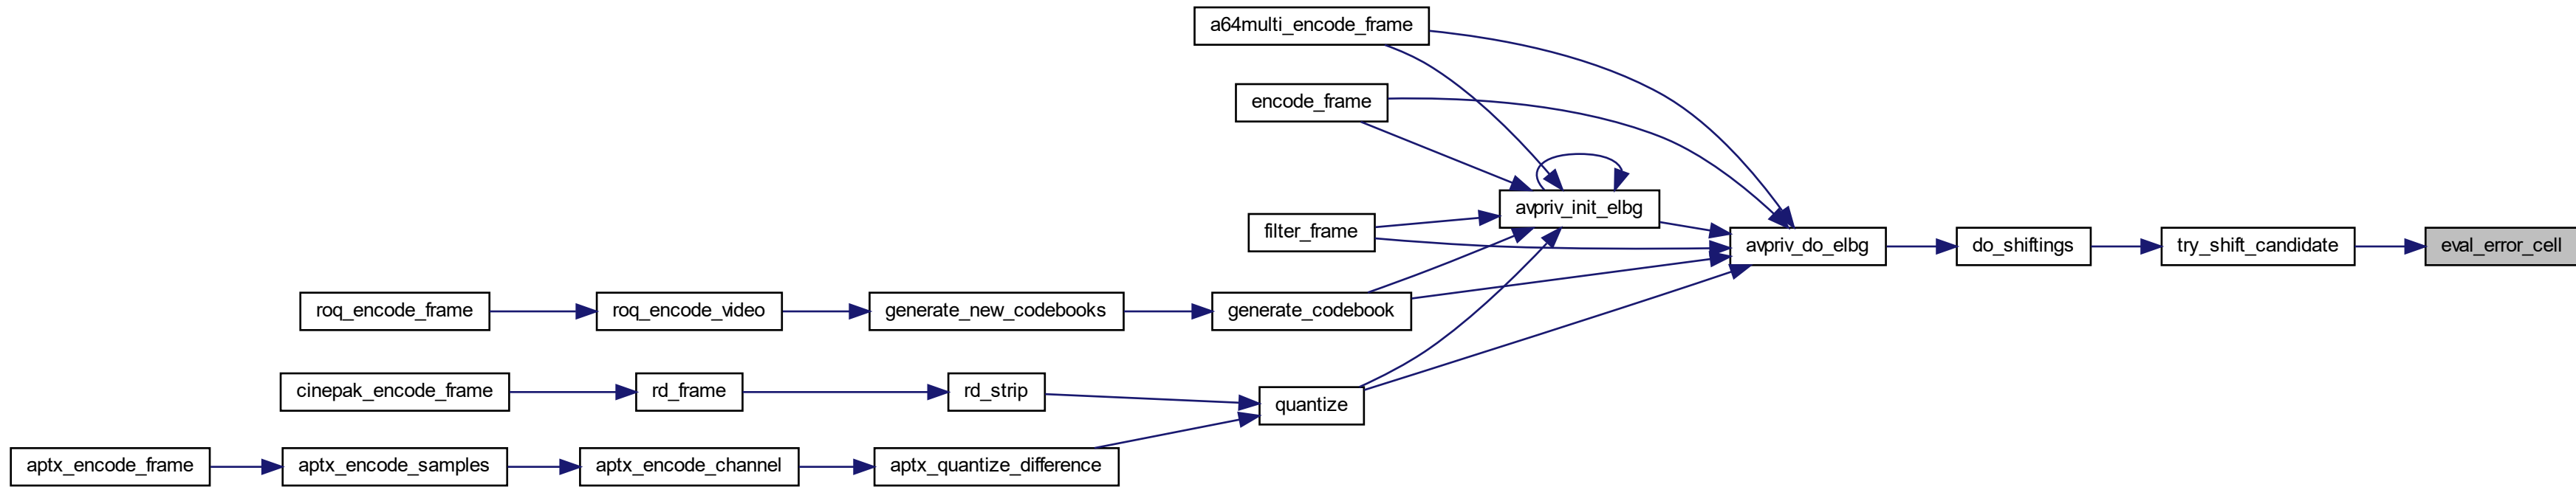 a64multi_encode_frame
encode_frame
avpriv_init_elbg
filter_frame
avpriv_do_elbg
do_shiftings
try_shift_candidate
eval_error_cell
roq_encode_frame
roq_encode_video
generate_new_codebooks
generate_codebook
cinepak_encode_frame
rd_frame
rd_strip
quantize
aptx_encode_frame
aptx_encode_samples
aptx_encode_channel
aptx_quantize_difference